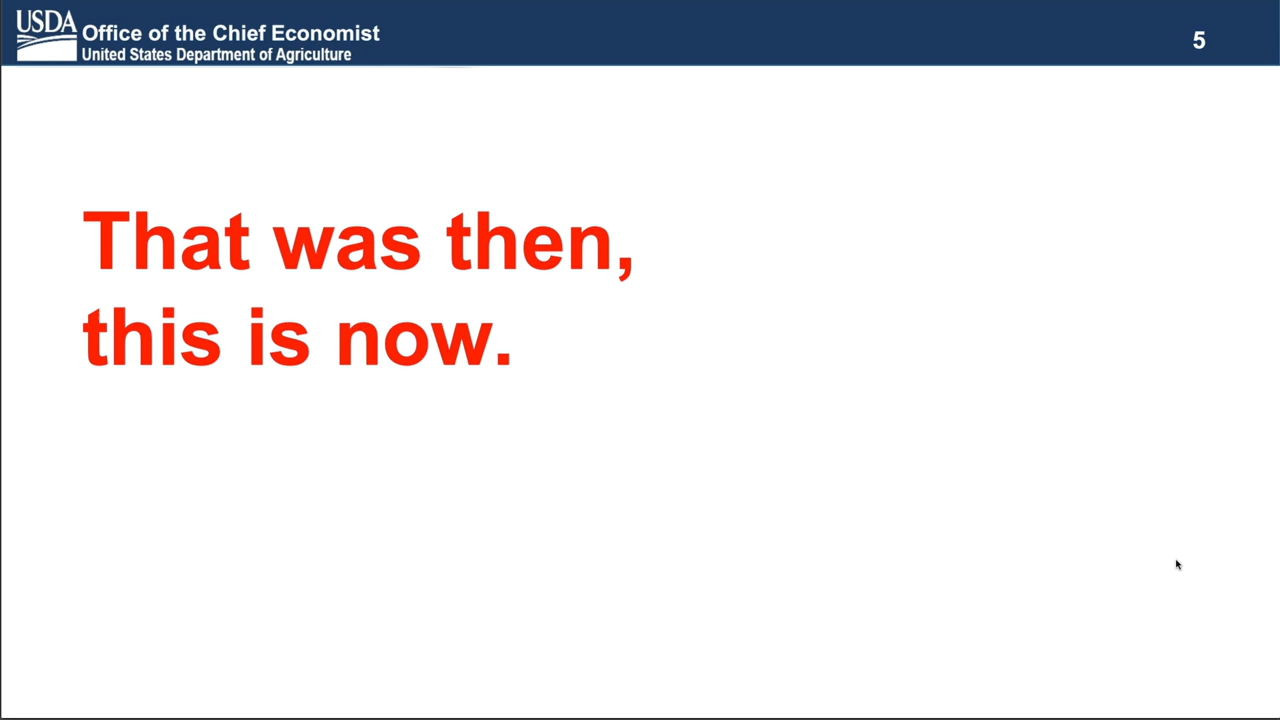 USDA
Office of the Chief Economist
United States Department of Agriculture
5
That was then,
this is now.